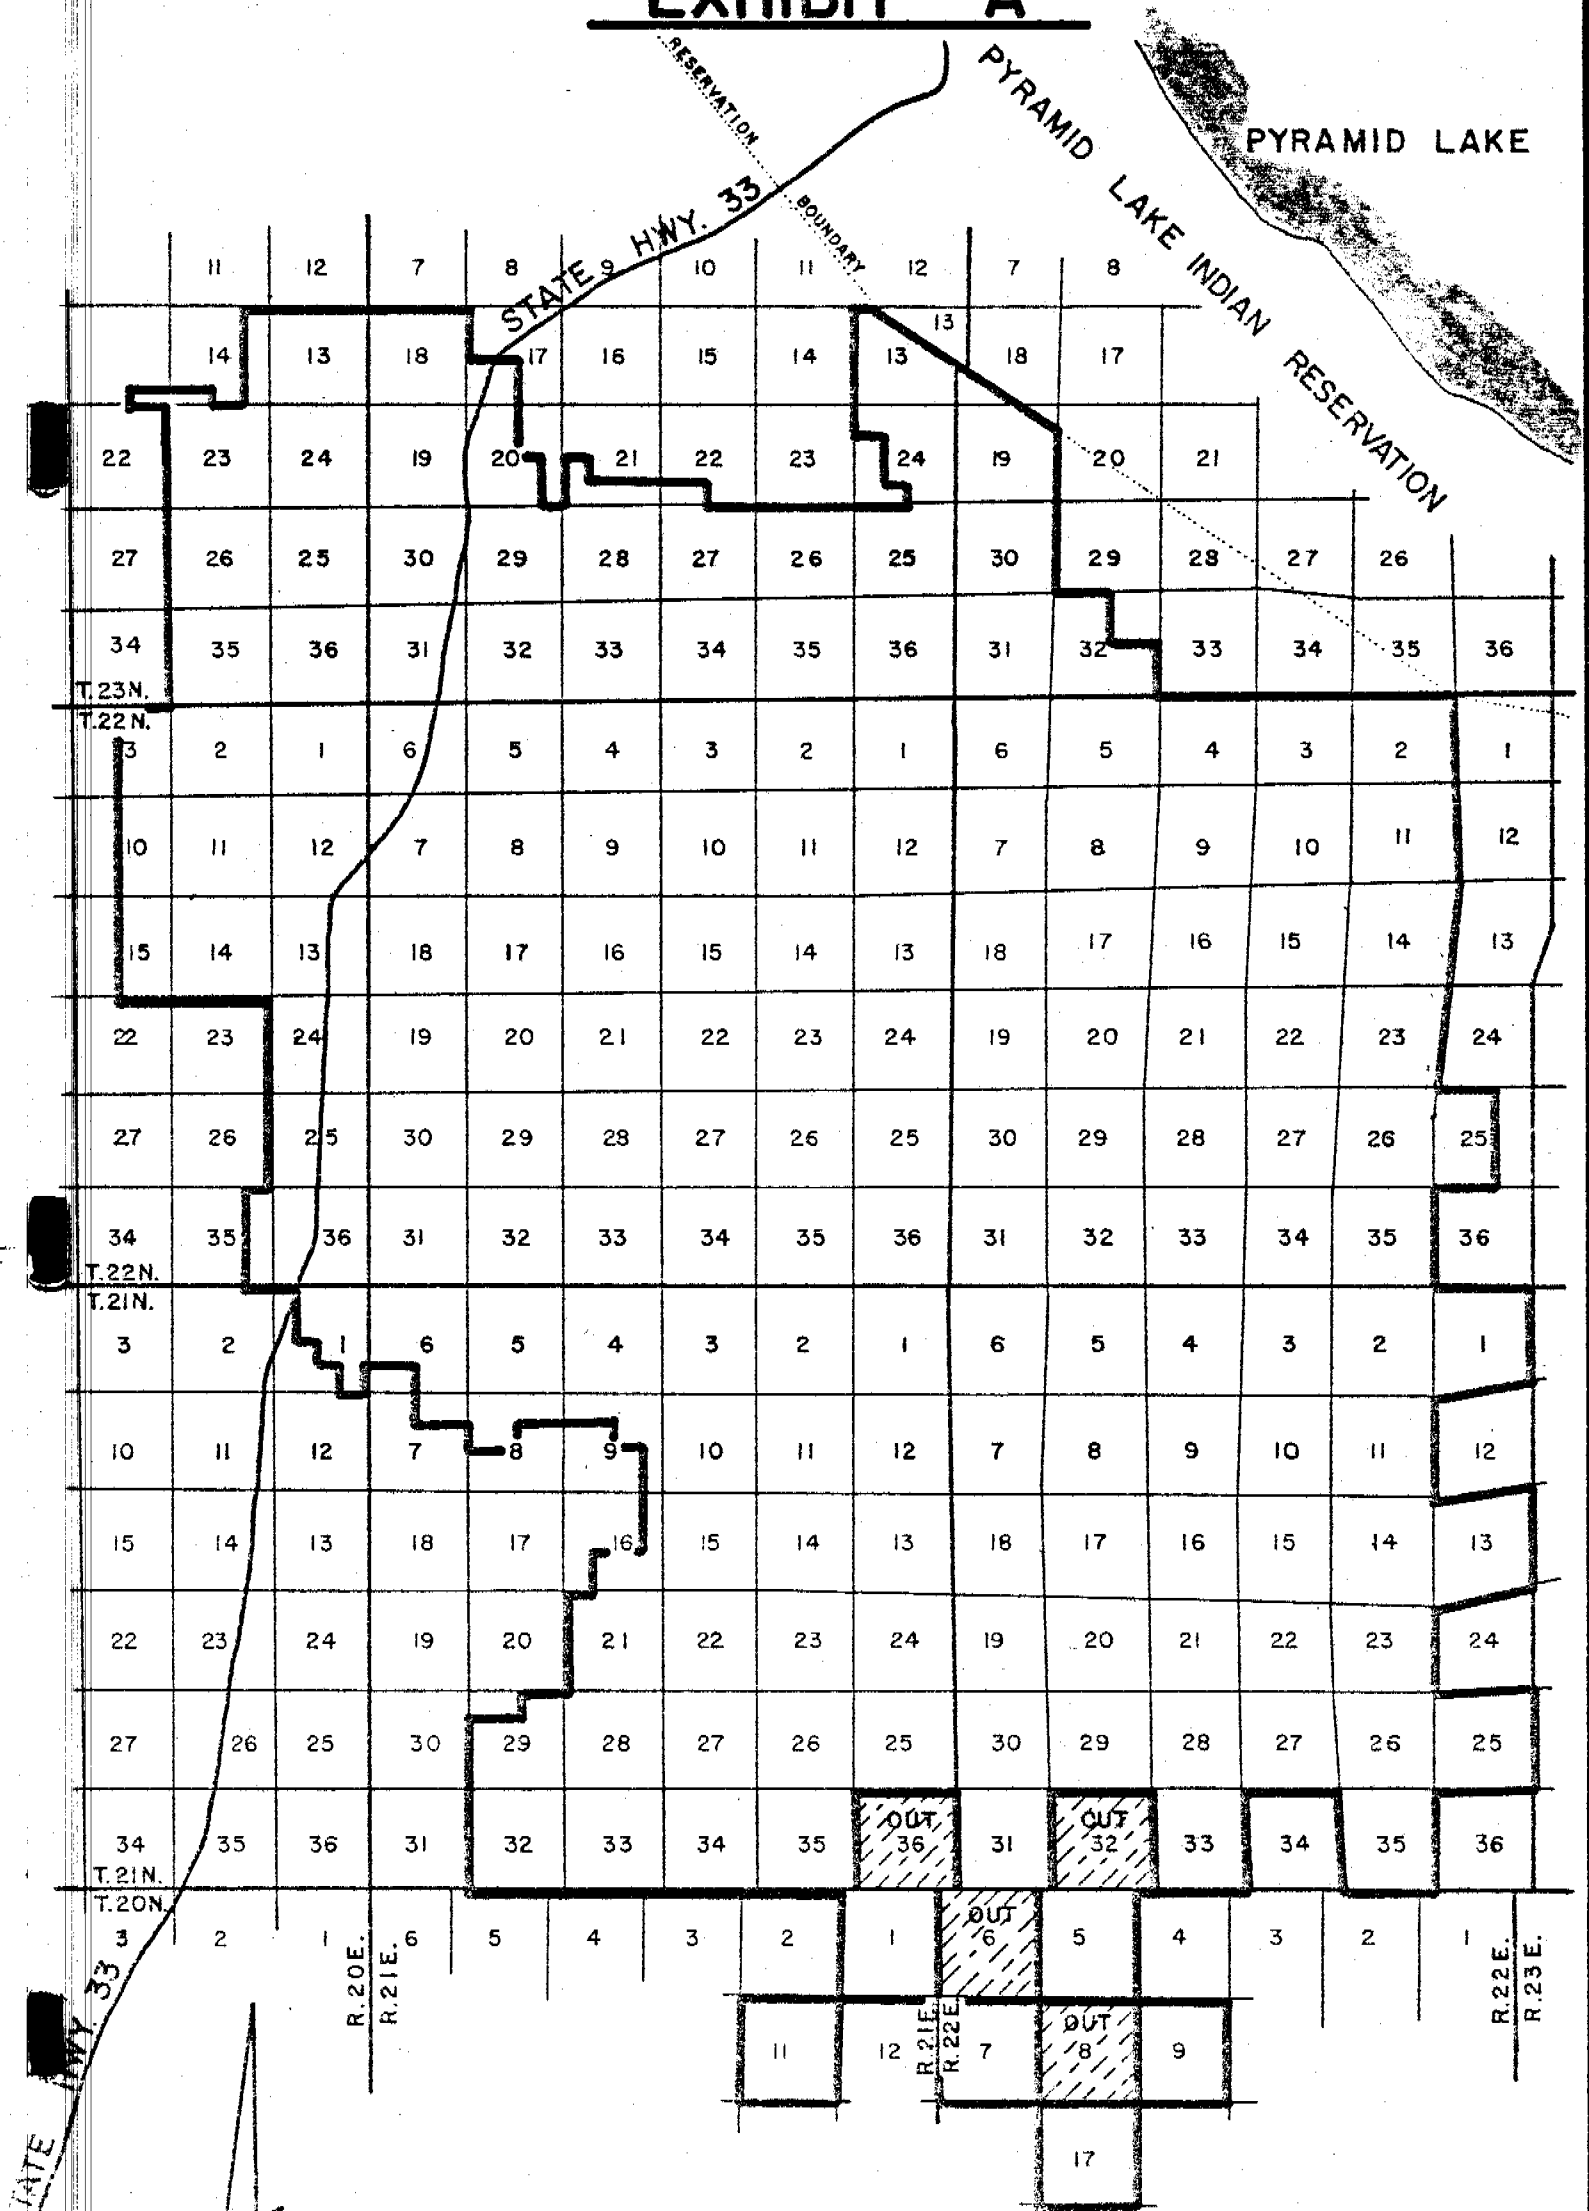 EXHIBIT "A"
RESERVATION BOUNDARY
PYRAMID LAKE INDIAN RESERVATION
PYRAMID LAKE
STATE HWY. 33
11 12 7 8 9 10 11 12 7 8
13
14 13 18 17 16 15 14 13 18 17
22 23 24 19 20 21 22 23 24 19 20 21
27 26 25 30 29 28 27 26 25 30 29 28 27 26
34 35 36 31 32 33 34 35 36 31 32 33 34 35 36
T.23N.
T.22N.
3 2 1 6 5 4 3 2 1 6 5 4 3 2 1
10 11 12 7 8 9 10 11 12 7 8 9 10 11 12
15 14 13 18 17 16 15 14 13 18 17 16 15 14 13
22 23 24 19 20 21 22 23 24 19 20 21 22 23 24
27 26 25 30 29 28 27 26 25 30 29 28 27 26 25
34 35 36 31 32 33 34 35 36 31 32 33 34 35 36
T.22N.
T.21N.
3 2 1 6 5 4 3 2 1 6 5 4 3 2 1
10 11 12 7 8 9 10 11 12 7 8 9 10 11 12
15 14 13 18 17 16 15 14 13 18 17 16 15 14 13
22 23 24 19 20 21 22 23 24 19 20 21 22 23 24
27 26 25 30 29 28 27 26 25 30 29 28 27 26 25
OUT OUT
34 35 36 31 32 33 34 35 36 31 32 33 34 35 36
T.21N.
T.20N.
OUT
3 2 1 6 5 4 3 2 1 6 5 4 3 2 1
R.20E.
R.21E.
R.22E.
R.23E.
OUT
11 12 7 8 9
R.21E.
R.22E.
17
STATE HWY. 33